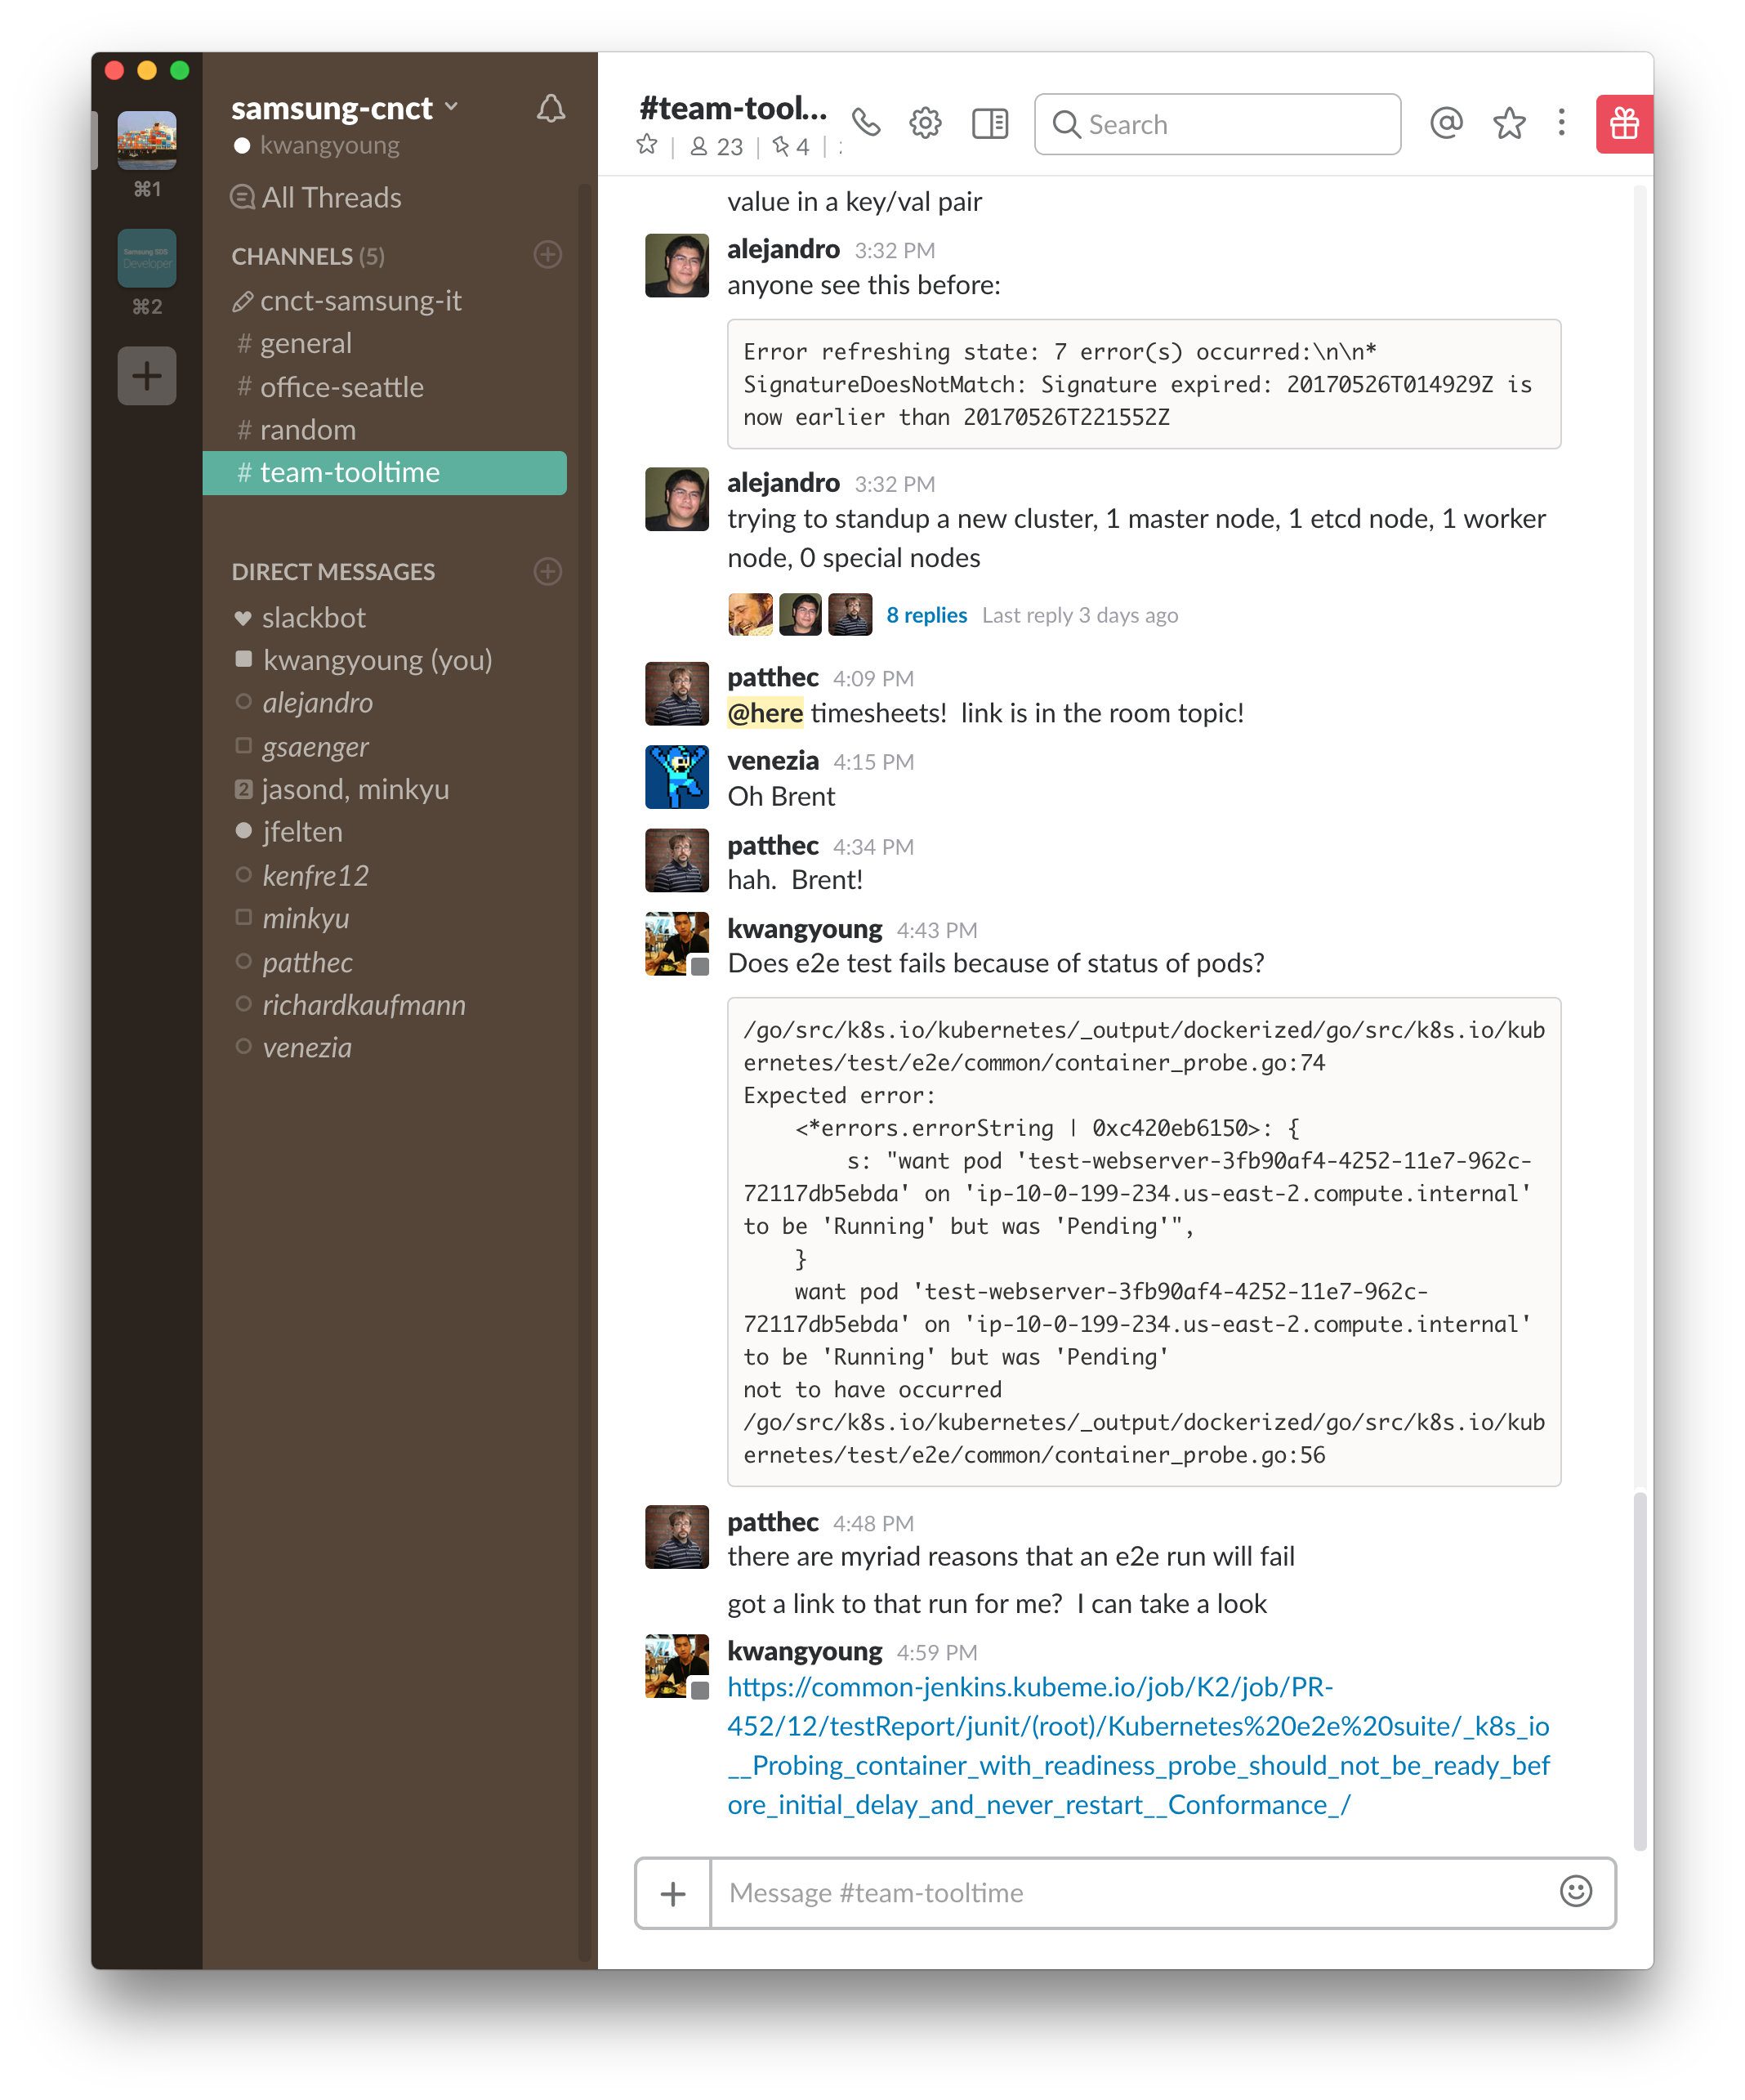 samsung-cnct
kwangyoung
⌘1
Samsung SDS
Developer
⌘2
All Threads
CHANNELS (5)
cnct-samsung-it
# general
# office-seattle
# random
# team-tooltime
DIRECT MESSAGES
slackbot
kwangyoung (you)
alejandro
gsaenger
2 jasond, minkyu
jfelten
kenfre12
minkyu
patthec
richardkaufmann
venezia
#team-tool...
23 | 4 |
Search
value in a key/val pair
alejandro 3:32 PM
anyone see this before:
Error refreshing state: 7 error(s) occurred:\n\n*
SignatureDoesNotMatch: Signature expired: 20170526T014929Z is
now earlier than 20170526T221552Z
alejandro 3:32 PM
trying to standup a new cluster, 1 master node, 1 etcd node, 1 worker
node, 0 special nodes
8 replies Last reply 3 days ago
patthec 4:09 PM
@here timesheets! link is in the room topic!
venezia 4:15 PM
Oh Brent
patthec 4:34 PM
hah. Brent!
kwangyoung 4:43 PM
Does e2e test fails because of status of pods?
/go/src/k8s.io/kubernetes/_output/dockerized/go/src/k8s.io/kub
ernetes/test/e2e/common/container_probe.go:74
Expected error:
    <*errors.errorString | 0xc420eb6150>: {
        s: "want pod 'test-webserver-3fb90af4-4252-11e7-962c-
72117db5ebda' on 'ip-10-0-199-234.us-east-2.compute.internal'
to be 'Running' but was 'Pending'",
    }
    want pod 'test-webserver-3fb90af4-4252-11e7-962c-
72117db5ebda' on 'ip-10-0-199-234.us-east-2.compute.internal'
to be 'Running' but was 'Pending'
not to have occurred
/go/src/k8s.io/kubernetes/_output/dockerized/go/src/k8s.io/kub
ernetes/test/e2e/common/container_probe.go:56
patthec 4:48 PM
there are myriad reasons that an e2e run will fail
got a link to that run for me? I can take a look
kwangyoung 4:59 PM
https://common-jenkins.kubeme.io/job/K2/job/PR-
452/12/testReport/junit/(root)/Kubernetes%20e2e%20suite/_k8s_io
__Probing_container_with_readiness_probe_should_not_be_ready_bef
ore_initial_delay_and_never_restart__Conformance_/
Message #team-tooltime